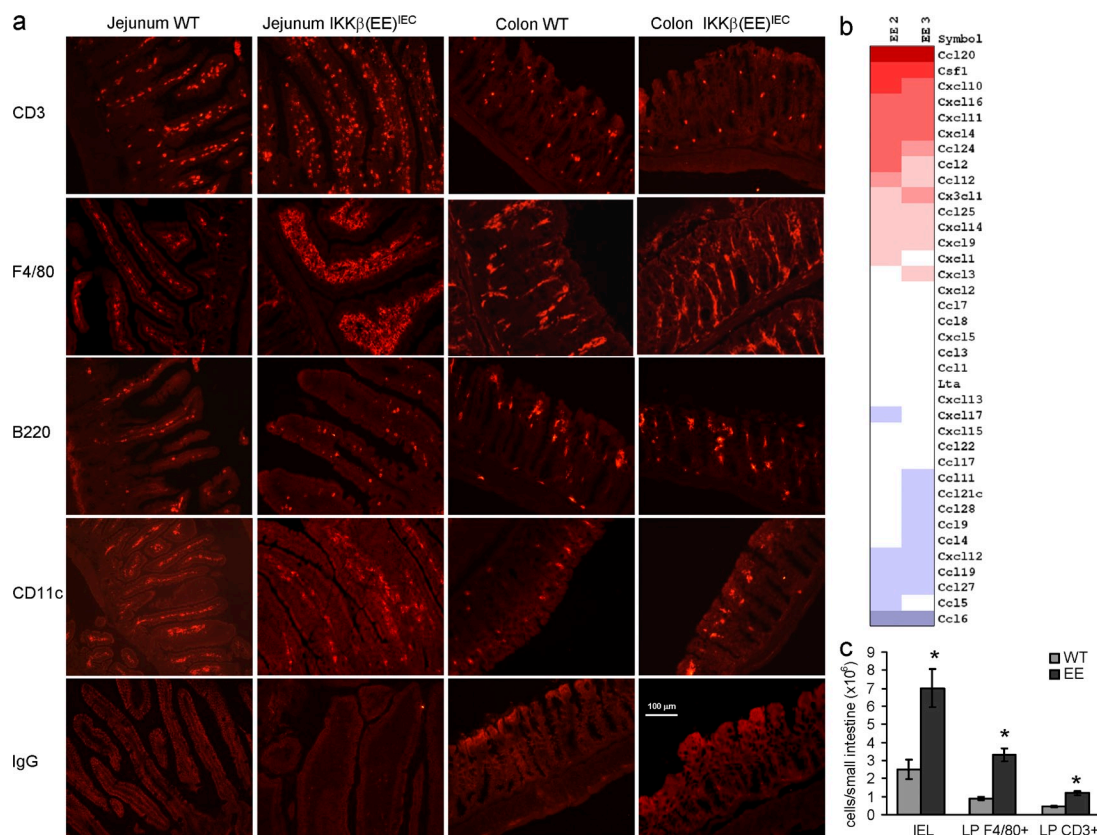 a
Jejunum WT
Jejunum IKKβ(EE)ᴵᴱᶜ
Colon WT
Colon IKKβ(EE)ᴵᴱᶜ
CD3
F4/80
B220
CD11c
IgG
100 μm
b
EE 2
EE 3
Symbol
Ccl20
Csf1
Cxcl10
Cxcl16
Cxcl11
Cxcl4
Ccl24
Ccl2
Ccl12
Cx3cl1
Ccl25
Cxcl14
Cxcl9
Cxcl1
Cxcl3
Cxcl2
Ccl7
Ccl8
Cxcl5
Ccl3
Ccl1
Lta
Cxcl13
Cxcl17
Cxcl15
Ccl22
Ccl17
Ccl11
Ccl21c
Ccl28
Ccl9
Ccl4
Cxcl12
Ccl19
Ccl27
Ccl5
Ccl6
c
cells/small intestine (x10⁶)
9
8
7
6
5
4
3
2
1
0
WT
EE
*
*
*
IEL
LP F4/80+
LP CD3+